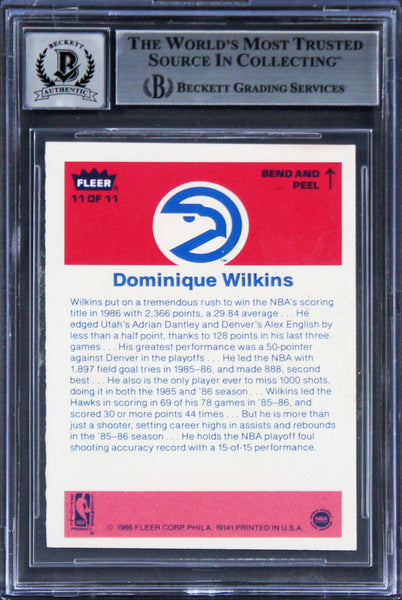 BECKETT
AUTHENTIC
THE WORLD'S MOST TRUSTED
SOURCE IN COLLECTING™
B BECKETT GRADING SERVICES
FLEER®
11 OF 11
BEND AND
PEEL ↑
TM
Dominique Wilkins
Wilkins put on a tremendous rush to win the NBA's scoring
title in 1986 with 2,366 points, a 29.84 average . . . He
edged Utah's Adrian Dantley and Denver's Alex English by
less than a half point, thanks to 128 points in his last three
games . . . His greatest performance was a 50-pointer
against Denver in the playoffs . . . He led the NBA with
1,897 field goal tries in 1985-86, and made 888, second
best . . . He also is the only player ever to miss 1000 shots,
doing it in both the 1985 and '86 season . . . Wilkins led the
Hawks in scoring in 69 of his 78 games in '85-86, and
scored 30 or more points 44 times . . . But he is more than
just a shooter, setting career highs in assists and rebounds
in the '85-86 season . . . He holds the NBA playoff foul
shooting accuracy record with a 15-of-15 performance.
NBA
© 1986 FLEER CORP. PHILA. 19141 PRINTED IN U.S.A.